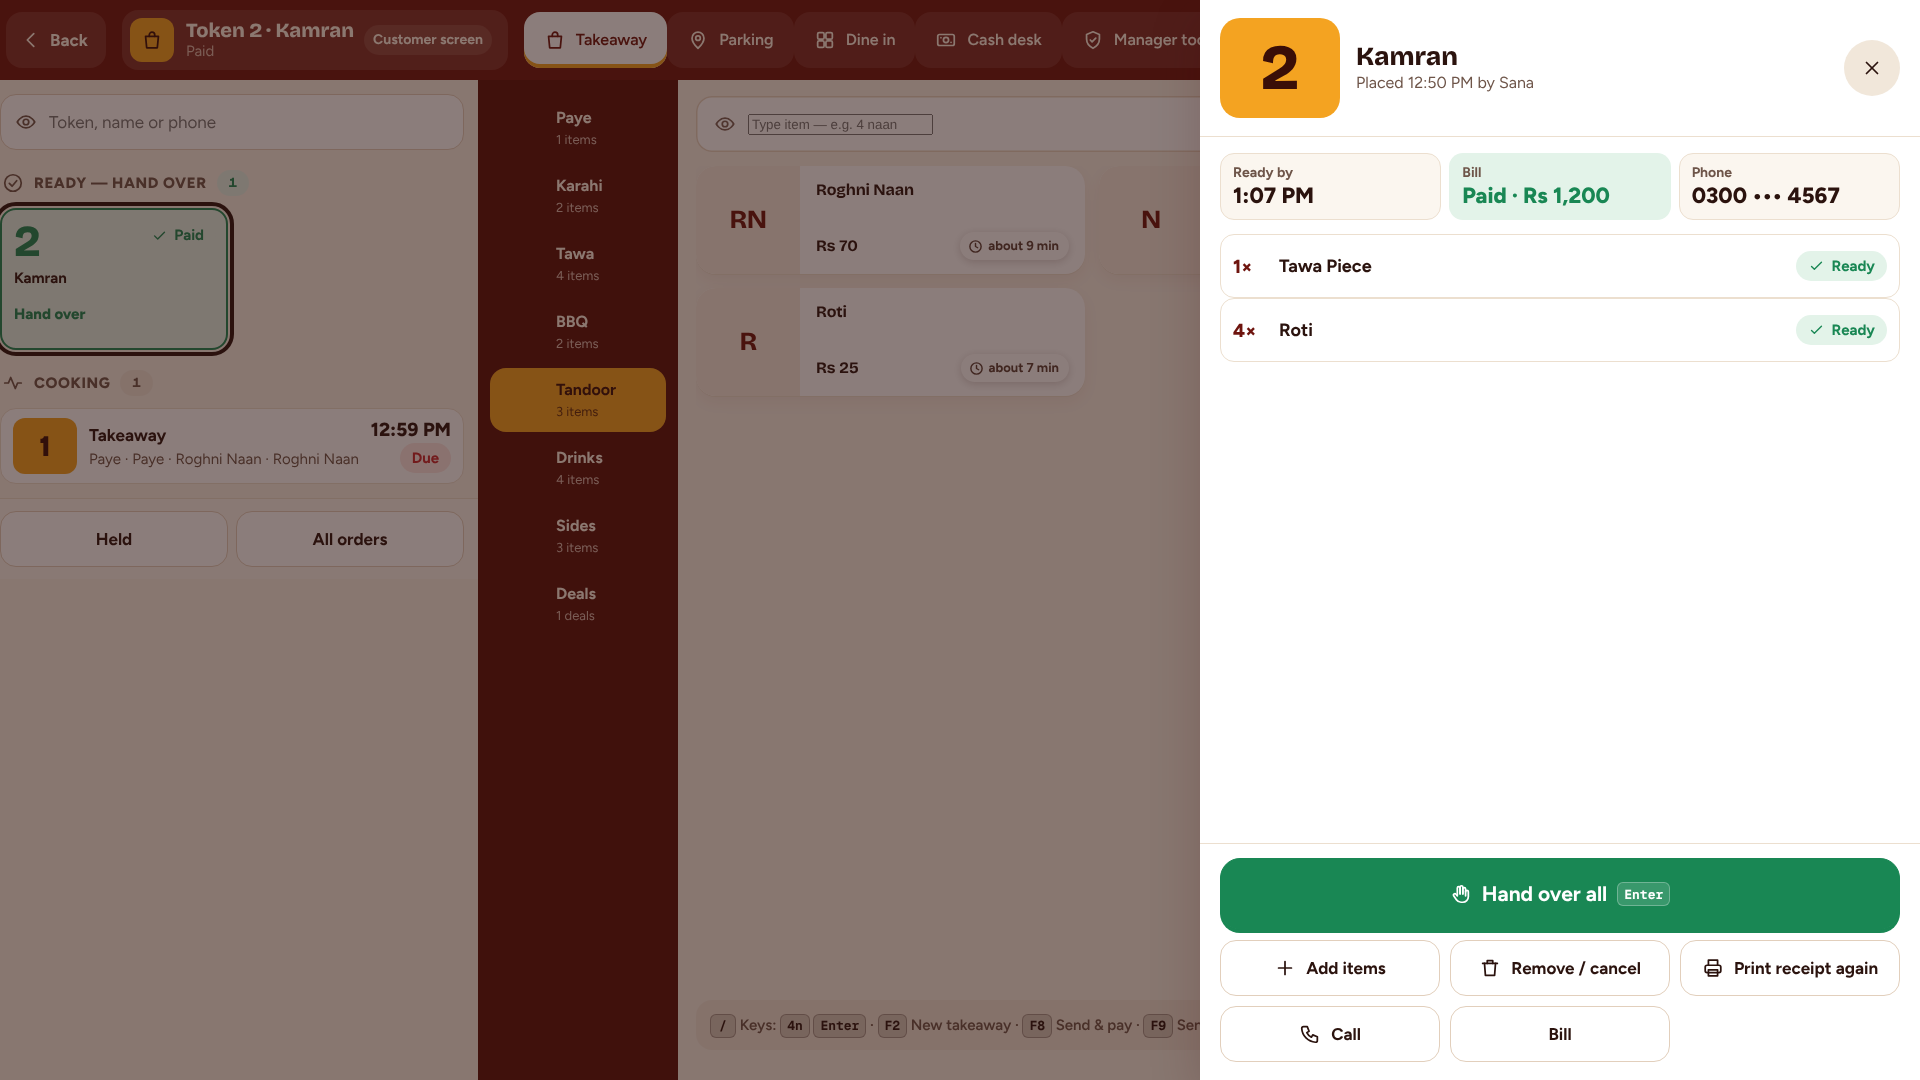 Back
Token 2 · Kamran
Paid
Customer screen
Takeaway
Parking
Dine in
Cash desk
Manager
Token, name or phone
READY — HAND OVER 1
2
Paid
Kamran
Hand over
COOKING 1
1
Takeaway
12:59 PM
Paye · Paye · Roghni Naan · Roghni Naan
Due
Held
All orders
Paye
1 items
Karahi
2 items
Tawa
4 items
BBQ
2 items
Tandoor
3 items
Drinks
4 items
Sides
3 items
Deals
1 deals
Type item — e.g. 4 naan
RN
Roghni Naan
Rs 70
about 9 min
N
R
Roti
Rs 25
about 7 min
/ Keys: 4n Enter · F2 New takeaway · F8 Send & pay · F9
2
Kamran
Placed 12:50 PM by Sana
Ready by
1:07 PM
Bill
Paid · Rs 1,200
Phone
0300 ••• 4567
1× Tawa Piece Ready
4× Roti Ready
Hand over all Enter
Add items
Remove / cancel
Print receipt again
Call
Bill